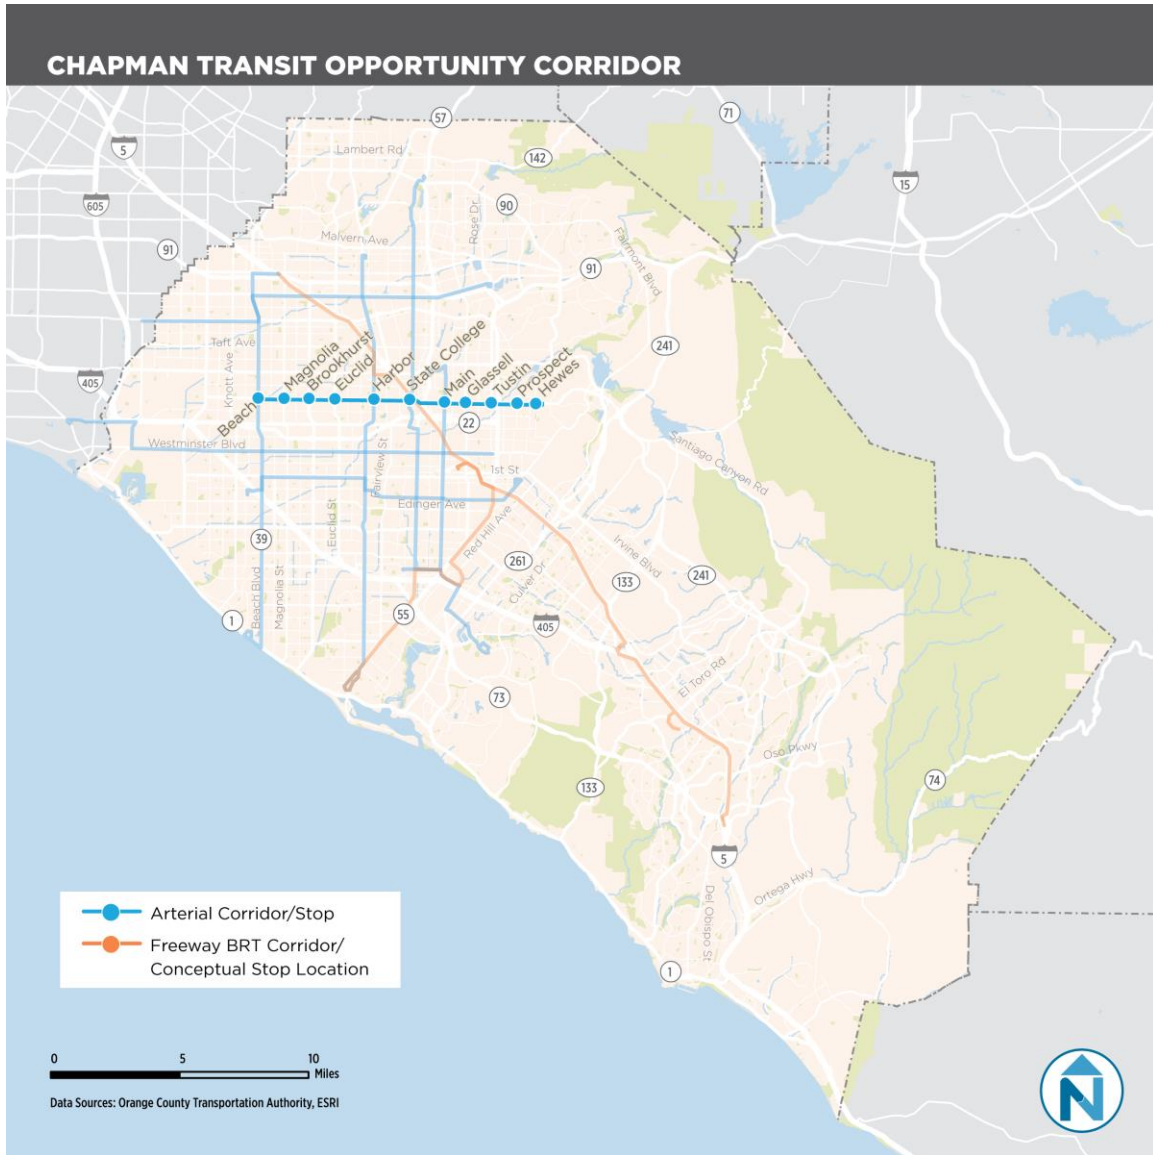 CHAPMAN TRANSIT OPPORTUNITY CORRIDOR
57
71
5
Lambert Rd
142
15
605
90
Rose Dr
Malvern Ave
91
Fairmont Blvd
91
241
Taft Ave
Knott Ave
405
Beach
Magnolia
Brookhurst
Euclid
Harbor
State College
Main
Glassell
Tustin
Prospect
Hewes
22
Westminster Blvd
Fairview St
1st St
Santiago Canyon Rd
Edinger Ave
Euclid St
Red Hill Ave
39
Irvine Blvd
261
Culver Dr
133
241
Beach Blvd
Magnolia St
1
55
405
El Toro Rd
73
Oso Pkwy
133
74
5
Ortega Hwy
Del Obispo St
1
Arterial Corridor/Stop
Freeway BRT Corridor/
Conceptual Stop Location
0 5 10
Miles
Data Sources: Orange County Transportation Authority, ESRI
N